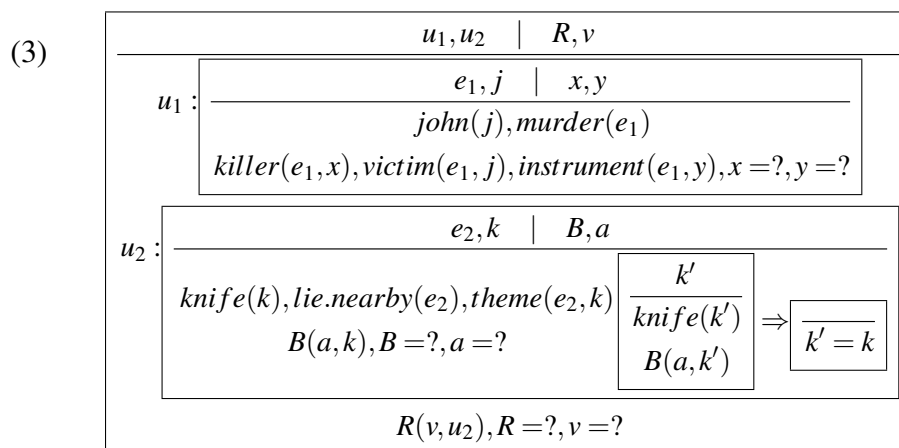 (3)
u₁, u₂ | R, v
u₁ :
e₁, j | x, y
john(j), murder(e₁)
killer(e₁, x), victim(e₁, j), instrument(e₁, y), x =?, y =?
u₂ :
e₂, k | B, a
knife(k), lie.nearby(e₂), theme(e₂, k)
B(a, k), B =?, a =?
k′
knife(k′)
B(a, k′)
⇒
k′ = k
R(v, u₂), R =?, v =?